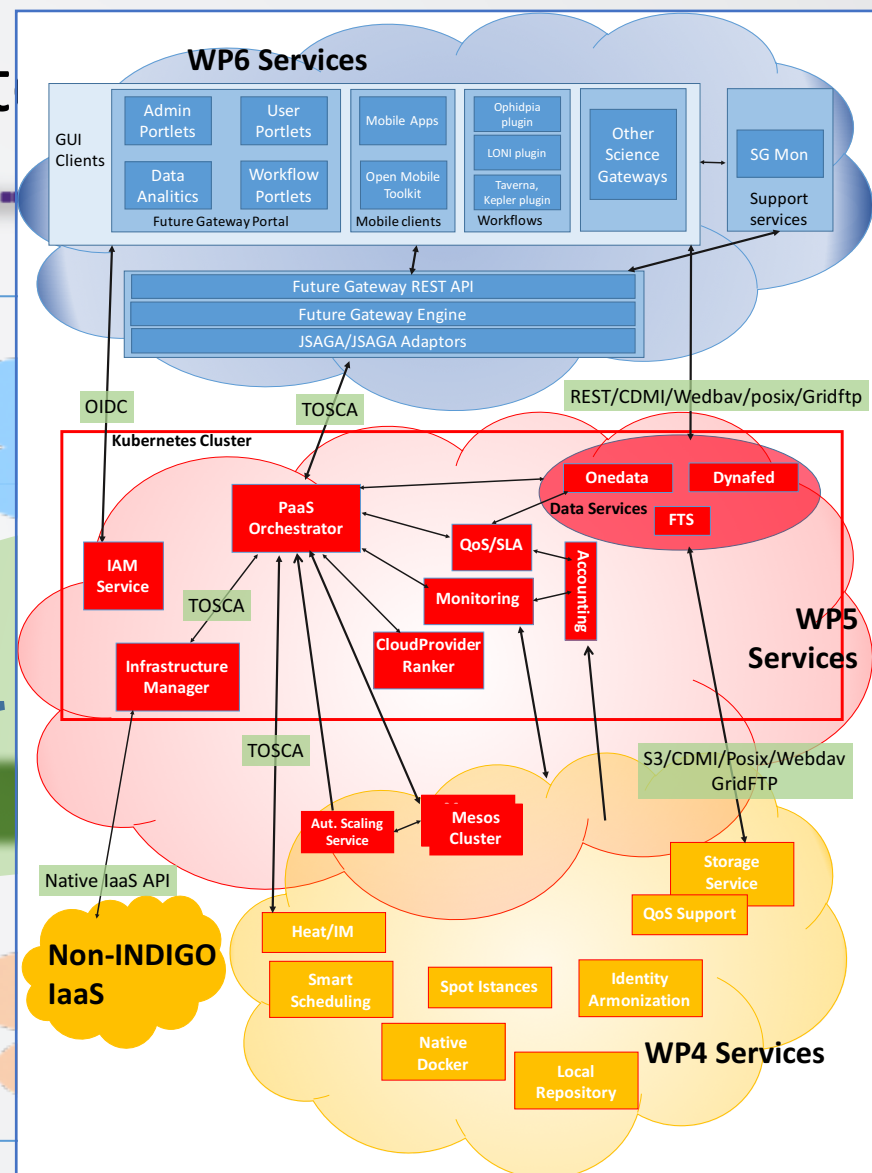 WP6 Services
GUI
Clients
Admin
Portlets
User
Portlets
Data
Analitics
Workflow
Portlets
Future Gateway Portal
Mobile Apps
Open Mobile
Toolkit
Mobile clients
Ophidpia
plugin
LONI plugin
Taverna,
Kepler plugin
Workflows
Other
Science
Gateways
SG Mon
Support
services
Future Gateway REST API
Future Gateway Engine
JSAGA/JSAGA Adaptors
OIDC
TOSCA
REST/CDMI/Wedbav/posix/Gridftp
Kubernetes Cluster
PaaS
Orchestrator
Onedata
Dynafed
Data Services
FTS
IAM
Service
QoS/SLA
Accounting
TOSCA
Monitoring
WP5
Services
Infrastructure
Manager
CloudProvider
Ranker
TOSCA
S3/CDMI/Posix/Webdav
GridFTP
Aut. Scaling
Service
Mesos
Cluster
Native IaaS API
Storage
Service
QoS Support
Non-INDIGO
IaaS
Heat/IM
Smart
Scheduling
Spot Istances
Identity
Armonization
Native
Docker
Local
Repository
WP4 Services